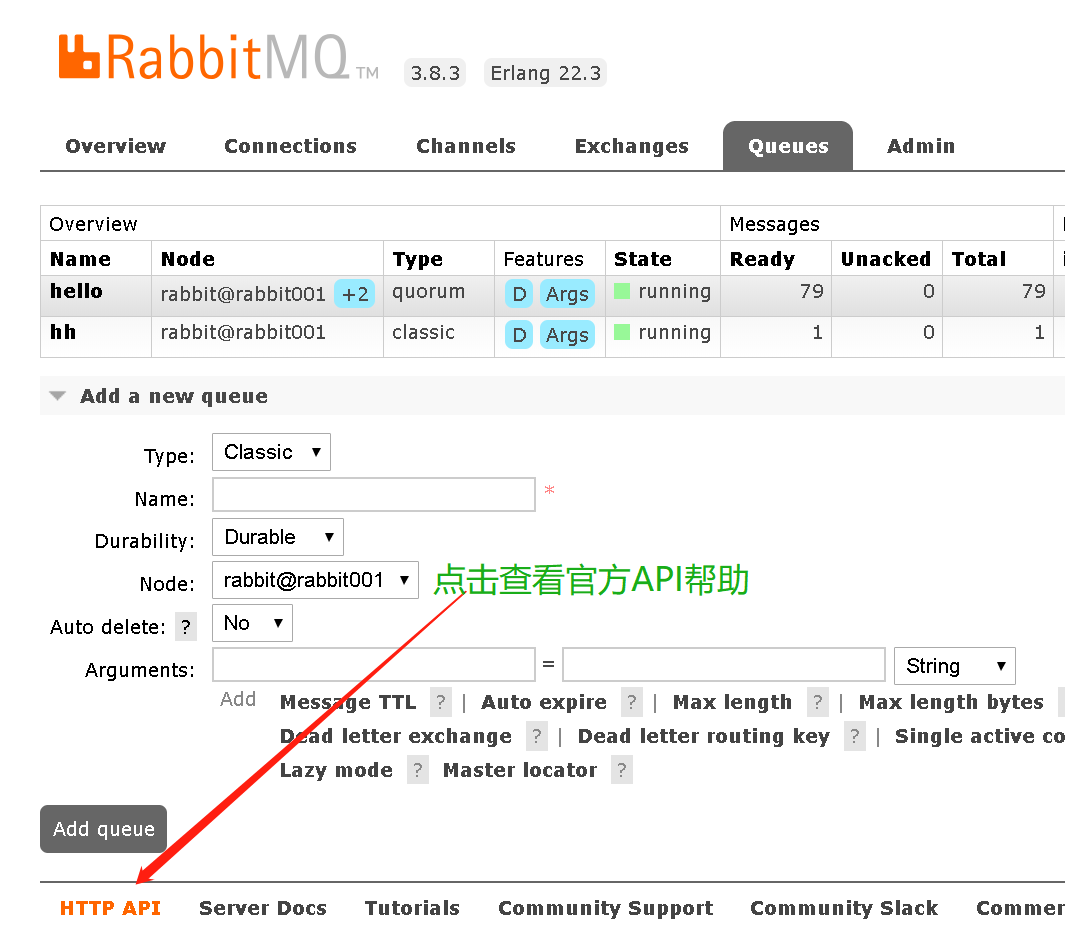 RabbitMQ TM 3.8.3 Erlang 22.3
Overview Connections Channels Exchanges Queues Admin
Overview Messages
Name Node Type Features State Ready Unacked Total
hello rabbit@rabbit001 +2 quorum D Args running 79 0 79
hh rabbit@rabbit001 classic D Args running 1 0 1
Add a new queue
Type: Classic
Name: *
Durability: Durable
Node: rabbit@rabbit001 点击查看官方API帮助
Auto delete: ? No
Arguments: = String
Add Message TTL ? | Auto expire ? | Max length ? | Max length bytes
Dead letter exchange ? | Dead letter routing key ? | Single active co
Lazy mode ? Master locator ?
Add queue
HTTP API Server Docs Tutorials Community Support Community Slack Commer